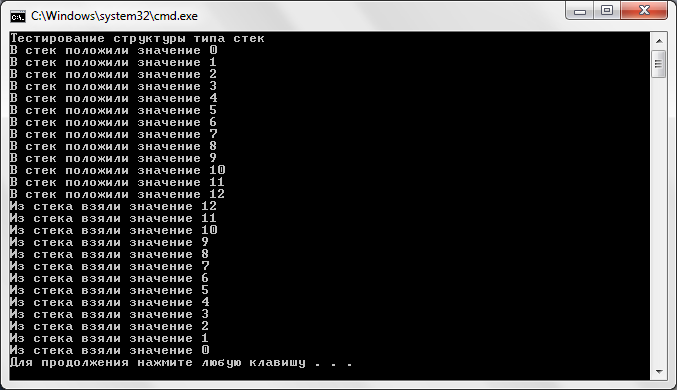 C:\Windows\system32\cmd.exe
Тестирование структуры типа стек
В стек положили значение 0
В стек положили значение 1
В стек положили значение 2
В стек положили значение 3
В стек положили значение 4
В стек положили значение 5
В стек положили значение 6
В стек положили значение 7
В стек положили значение 8
В стек положили значение 9
В стек положили значение 10
В стек положили значение 11
В стек положили значение 12
Из стека взяли значение 12
Из стека взяли значение 11
Из стека взяли значение 10
Из стека взяли значение 9
Из стека взяли значение 8
Из стека взяли значение 7
Из стека взяли значение 6
Из стека взяли значение 5
Из стека взяли значение 4
Из стека взяли значение 3
Из стека взяли значение 2
Из стека взяли значение 1
Из стека взяли значение 0
Для продолжения нажмите любую клавишу . . .